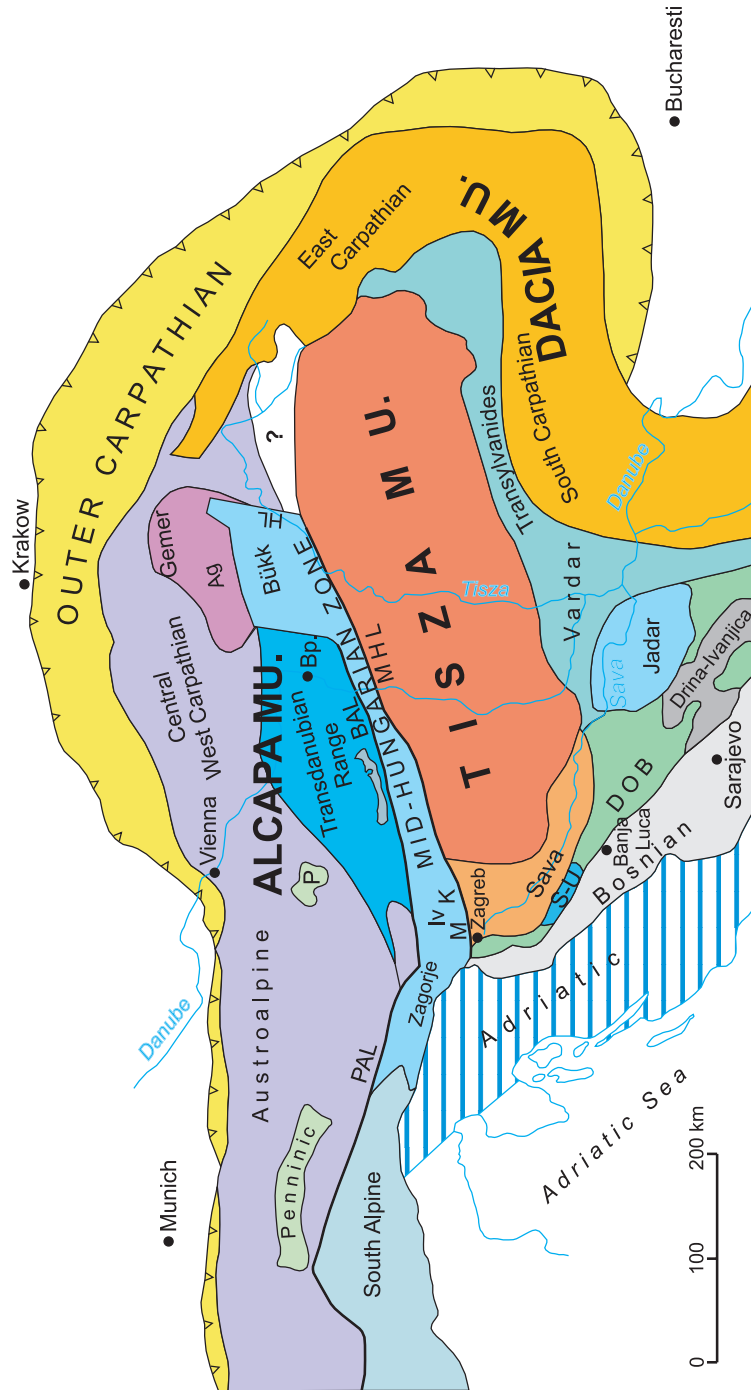 Krakow
Munich
Vienna
Danube
OUTER CARPATHIAN
Central
West Carpathian
Gemer
Ag
Bükk
?
East
Carpathian
Austroalpine
ALCAPA MU.
P
Transdanubian
Range
Bp.
BAL
Penninic
PAL
MID-HUNGARIAN ZONE
MHL
TISZA MU.
Tisza
DACIA MU.
Transylvanides
South Carpathian
Vardar
Danube
Bucharesti
South Alpine
Zagorje
Iv
M
K
Zagreb
Sava
S-U
DOB
Banja
Luca
Sava
Jadar
Drina-Ivanjica
Bosnian
Sarajevo
Adriatic
Adriatic Sea
0
100
200 km